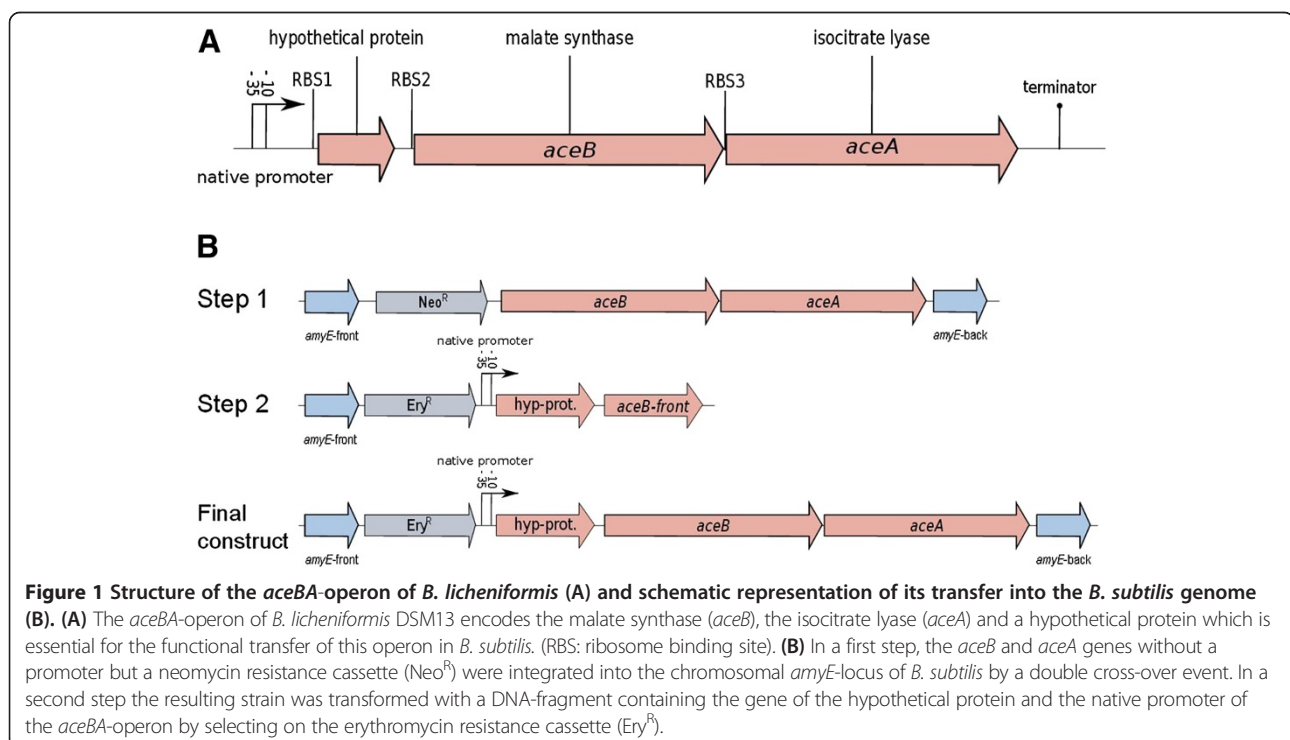 A
hypothetical protein
malate synthase
isocitrate lyase
-35
-10
RBS1
RBS2
RBS3
terminator
aceB
aceA
native promoter
B
Step 1
Neo^R
aceB
aceA
amyE-front
amyE-back
native promoter
-35
-10
Step 2
Ery^R
hyp-prot.
aceB-front
amyE-front
native promoter
-35
-10
Final
construct
Ery^R
hyp-prot.
aceB
aceA
amyE-front
amyE-back
Figure 1 Structure of the aceBA-operon of B. licheniformis (A) and schematic representation of its transfer into the B. subtilis genome
(B). (A) The aceBA-operon of B. licheniformis DSM13 encodes the malate synthase (aceB), the isocitrate lyase (aceA) and a hypothetical protein which is
essential for the functional transfer of this operon in B. subtilis. (RBS: ribosome binding site). (B) In a first step, the aceB and aceA genes without a
promoter but a neomycin resistance cassette (Neo^R) were integrated into the chromosomal amyE-locus of B. subtilis by a double cross-over event. In a
second step the resulting strain was transformed with a DNA-fragment containing the gene of the hypothetical protein and the native promoter of
the aceBA-operon by selecting on the erythromycin resistance cassette (Ery^R).